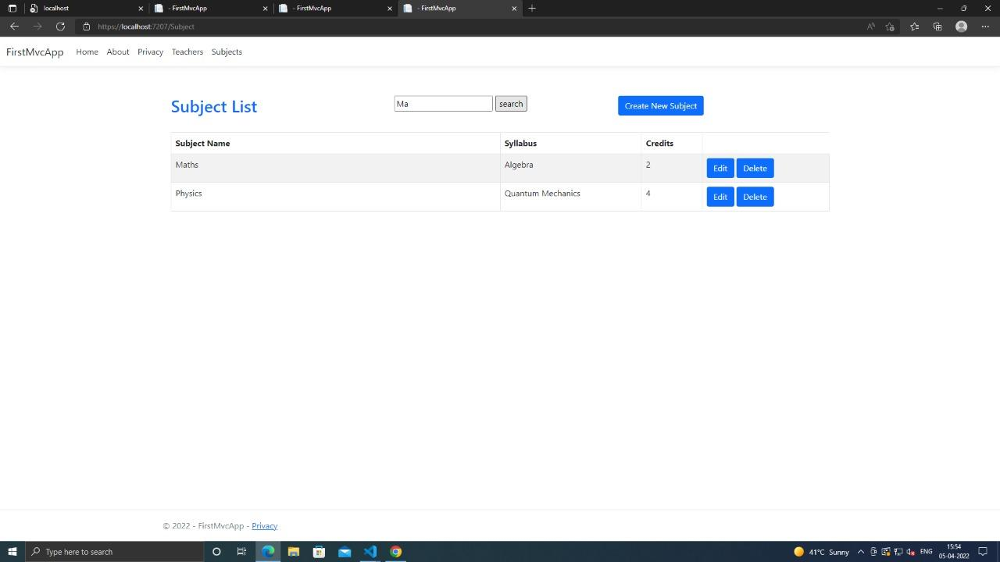 localhost
- FirstMvcApp
- FirstMvcApp
- FirstMvcApp
https://localhost:7207/Subject
FirstMvcApp Home About Privacy Teachers Subjects
Subject List
Ma search
Create New Subject
Subject Name Syllabus Credits
Maths Algebra 2 Edit Delete
Physics Quantum Mechanics 4 Edit Delete
© 2022 - FirstMvcApp - Privacy
Type here to search
41°C Sunny
ENG
15:54
05-04-2022